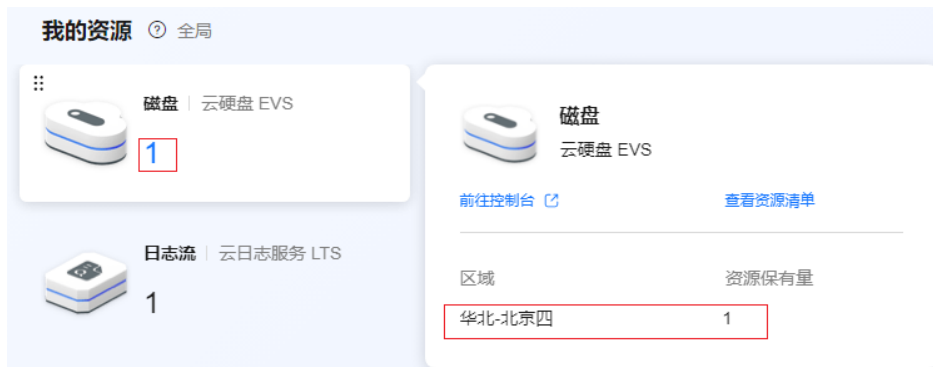 我的资源 ? 全局
磁盘 云硬盘 EVS
1
日志流 云日志服务 LTS
1
磁盘
云硬盘 EVS
前往控制台 查看资源清单
区域 资源保有量
华北-北京四 1